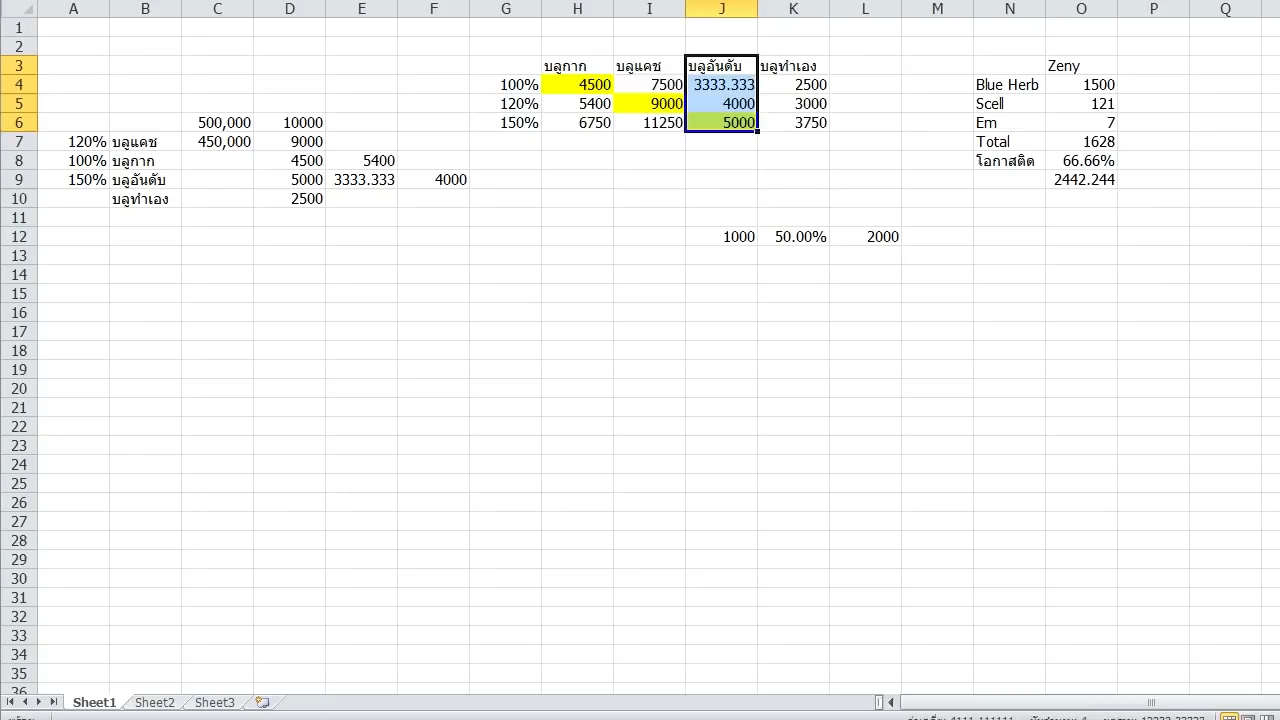 A B C D E F G H I J K L M N O P Q
1
2
3 บลูกาก บลูแคช บลูอันดับ บลูทำเอง Zeny
4 100% 4500 7500 3333.333 2500 Blue Herb 1500
5 120% 5400 9000 4000 3000 Scell 121
6 500,000 10000 150% 6750 11250 5000 3750 Em 7
7 120% บลูแคช 450,000 9000 Total 1628
8 100% บลูกาก 4500 5400 โอกาสติด 66.66%
9 150% บลูอันดับ 5000 3333.333 4000 2442.244
10 บลูทำเอง 2500
11
12 1000 50.00% 2000
13
14
15
16
17
18
19
20
21
22
23
24
25
26
27
28
29
30
31
32
33
34
35
36
Sheet1 Sheet2 Sheet3